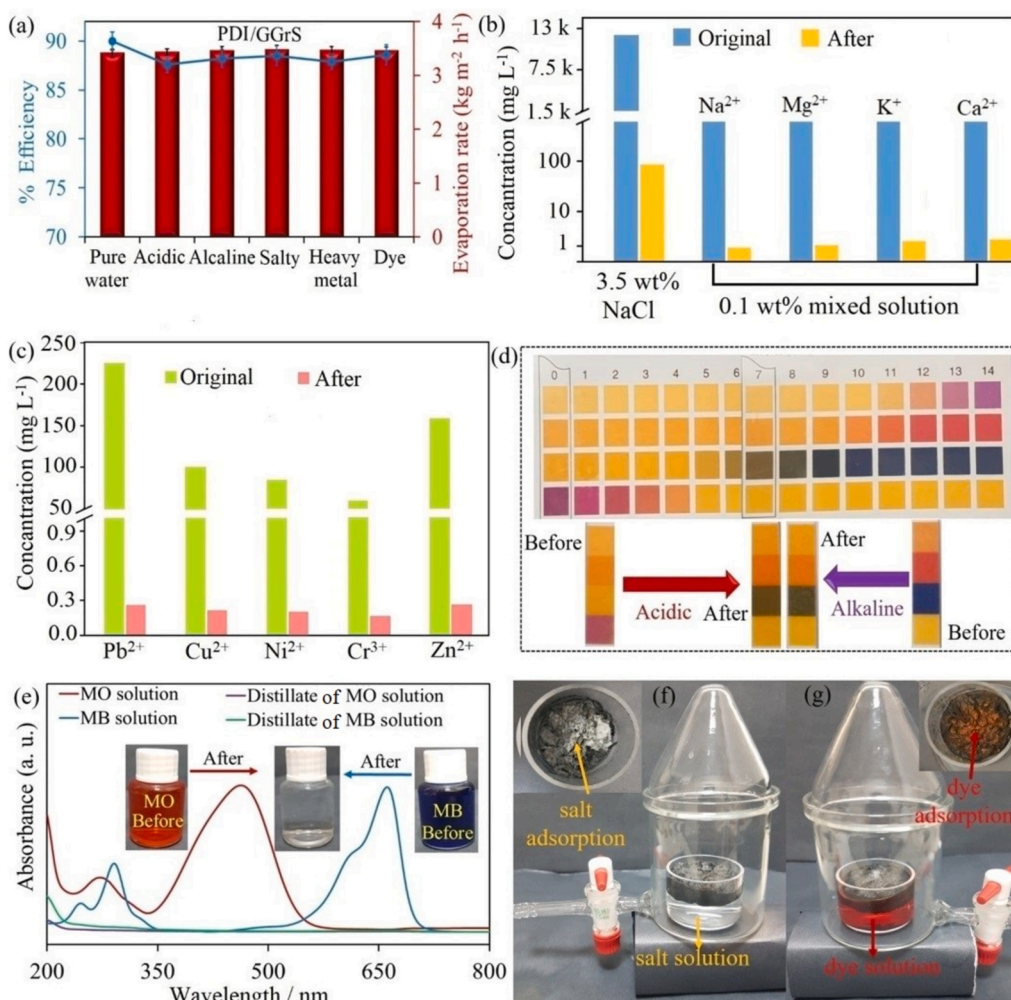 (a)
PDI/GGrS
90
85
80
75
70
% Efficiency
4
3
2
1
0
Evaporation rate (kg m⁻² h⁻¹)
Pure water
Acidic
Alcaline
Salty
Heavy metal
Dye
(b)
Original
After
13 k
7.5 k
1.5 k
100
10
1
Concantration (mg L⁻¹)
Na²⁺
Mg²⁺
K⁺
Ca²⁺
3.5 wt%
NaCl
0.1 wt% mixed solution
(c)
Original
After
250
200
150
100
50
0.9
0.6
0.3
0.0
Concantration (mg L⁻¹)
Pb²⁺
Cu²⁺
Ni²⁺
Cr³⁺
Zn²⁺
(d)
0 1 2 3 4 5 6 7 8 9 10 11 12 13 14
Before
Acidic
After
After
Alkaline
Before
(e)
MO solution
MB solution
Distillate of MO solution
Distillate of MB solution
After
After
MO
Before
MB
Before
Absorbance (a. u.)
200 350 500 650 800
Wavelength / nm
(f)
salt
adsorption
salt solution
(g)
dye
adsorption
dye solution